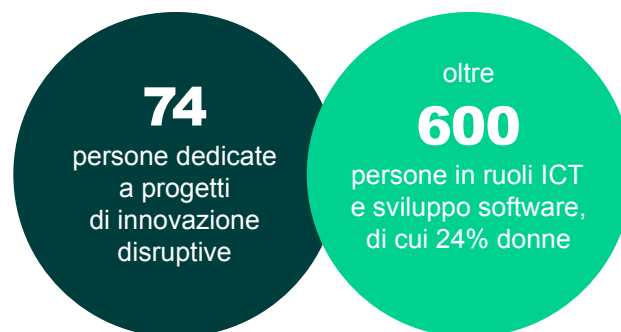 74
persone dedicate
a progetti
di innovazione
disruptive
oltre
600
persone in ruoli ICT
e sviluppo software,
di cui 24% donne